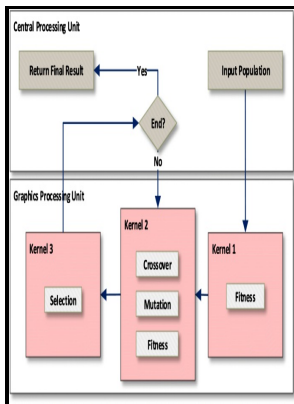 Central Processing Unit
Return Final Result
Yes
Input Population
End?
No
Graphics Processing Unit
Kernel 3
Selection
Kernel 2
Crossover
Mutation
Fitness
Kernel 1
Fitness